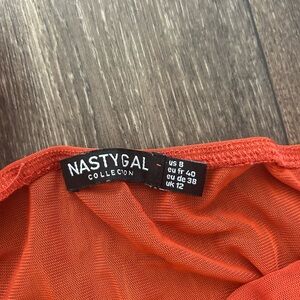 NASTYGAL
COLLECTION
us 8
eu fr 40
eu de 38
uk 12